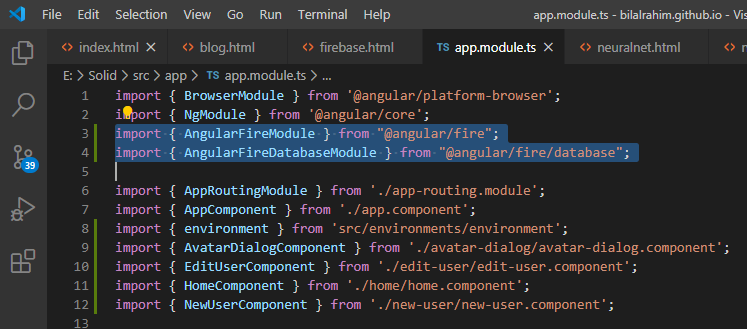 File Edit Selection View Go Run Terminal Help app.module.ts - bilalrahim.github.io - Vis
index.html blog.html firebase.html TS app.module.ts neuralnet.html
E: > Solid > src > app > TS app.module.ts > ...
1 import { BrowserModule } from '@angular/platform-browser';
2 import { NgModule } from '@angular/core';
3 import { AngularFireModule } from "@angular/fire";
4 import { AngularFireDatabaseModule } from "@angular/fire/database";
5
6 import { AppRoutingModule } from './app-routing.module';
7 import { AppComponent } from './app.component';
8 import { environment } from 'src/environments/environment';
9 import { AvatarDialogComponent } from './avatar-dialog/avatar-dialog.component';
10 import { EditUserComponent } from './edit-user/edit-user.component';
11 import { HomeComponent } from './home/home.component';
12 import { NewUserComponent } from './new-user/new-user.component';
13
39